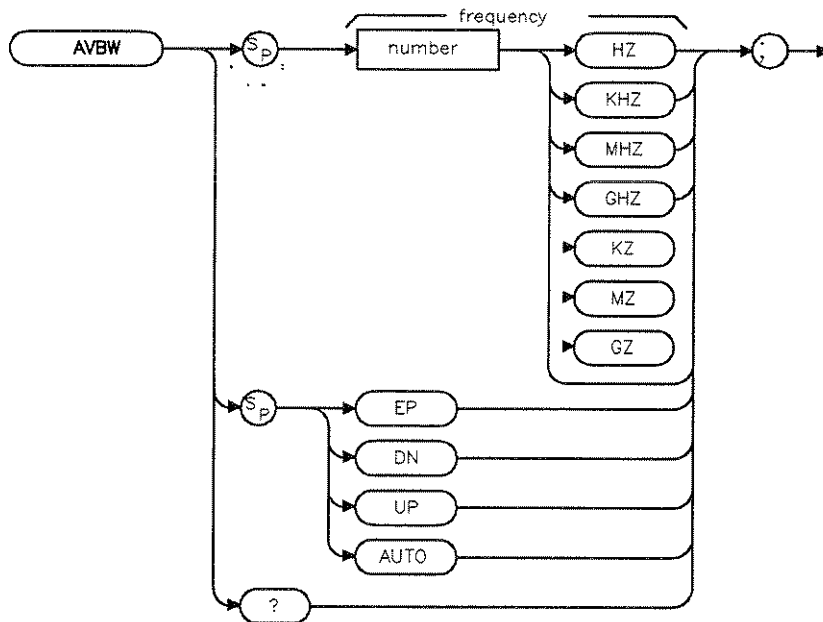 frequency
AVBW
SP
number
HZ
;
KHZ
MHZ
GHZ
KZ
MZ
GZ
SP
EP
DN
UP
AUTO
?